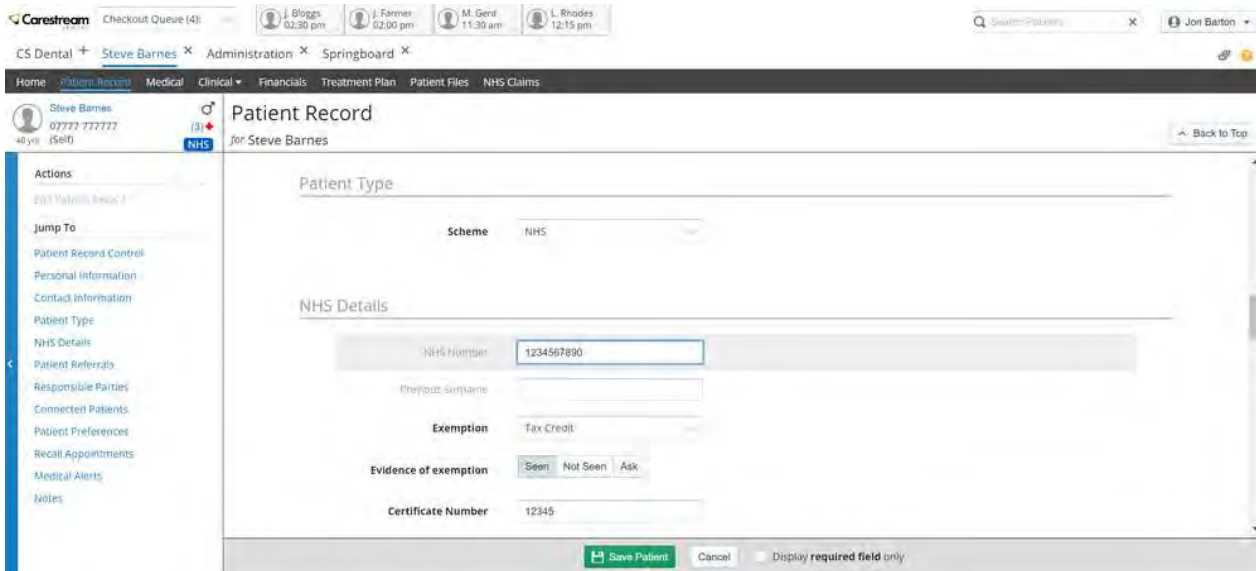 Carestream Checkout Queue (4):
DENTAL
J. Bloggs
02:30 pm
J. Farmer
02:00 pm
M. Gent
11:30 am
L. Rhodes
12:15 pm
Search Patients
Jon Barton
CS Dental + Steve Barnes × Administration × Springboard ×
Home Patient Record Medical Clinical Financials Treatment Plan Patient Files NHS Claims
Steve Barnes
07777 777777
(3)
40 yrs (Self)
NHS
Patient Record
for Steve Barnes
Back to Top
Actions
Jump To
Patient Record Control
Personal Information
Contact Information
Patient Type
NHS Details
Patient Referrals
Responsible Parties
Connected Patients
Patient Preferences
Recall Appointments
Medical Alerts
Notes
Patient Type
Scheme NHS
NHS Details
NHS Number 1234567890
Previous Surname
Exemption Tax Credit
Evidence of exemption Seen Not Seen Ask
Certificate Number 12345
Save Patient Cancel Display required field only